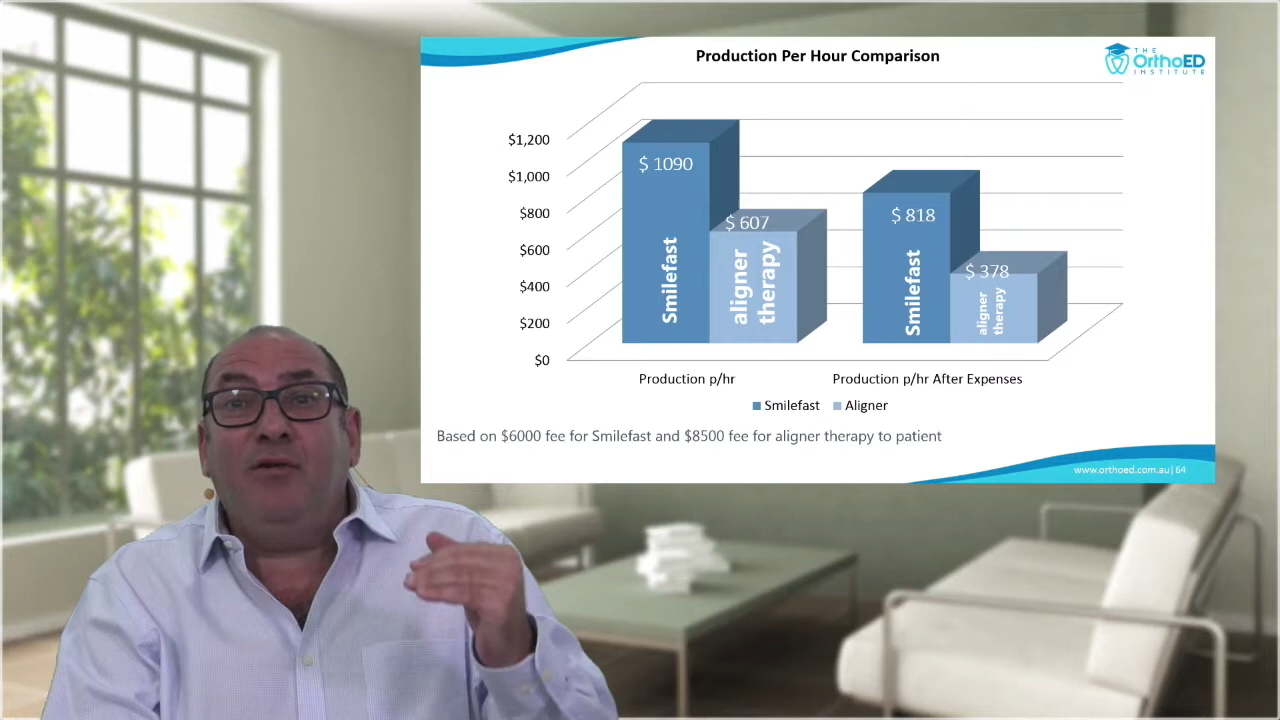 Production Per Hour Comparison
THE
OrthoED
INSTITUTE
$1,200
$1,000
$800
$600
$400
$200
$0
$ 1090
Smilefast
$ 607
aligner
therapy
$ 818
Smilefast
$ 378
aligner
therapy
Production p/hr
Production p/hr After Expenses
Smilefast
Aligner
Based on $6000 fee for Smilefast and $8500 fee for aligner therapy to patient
www.orthoed.com.au| 64